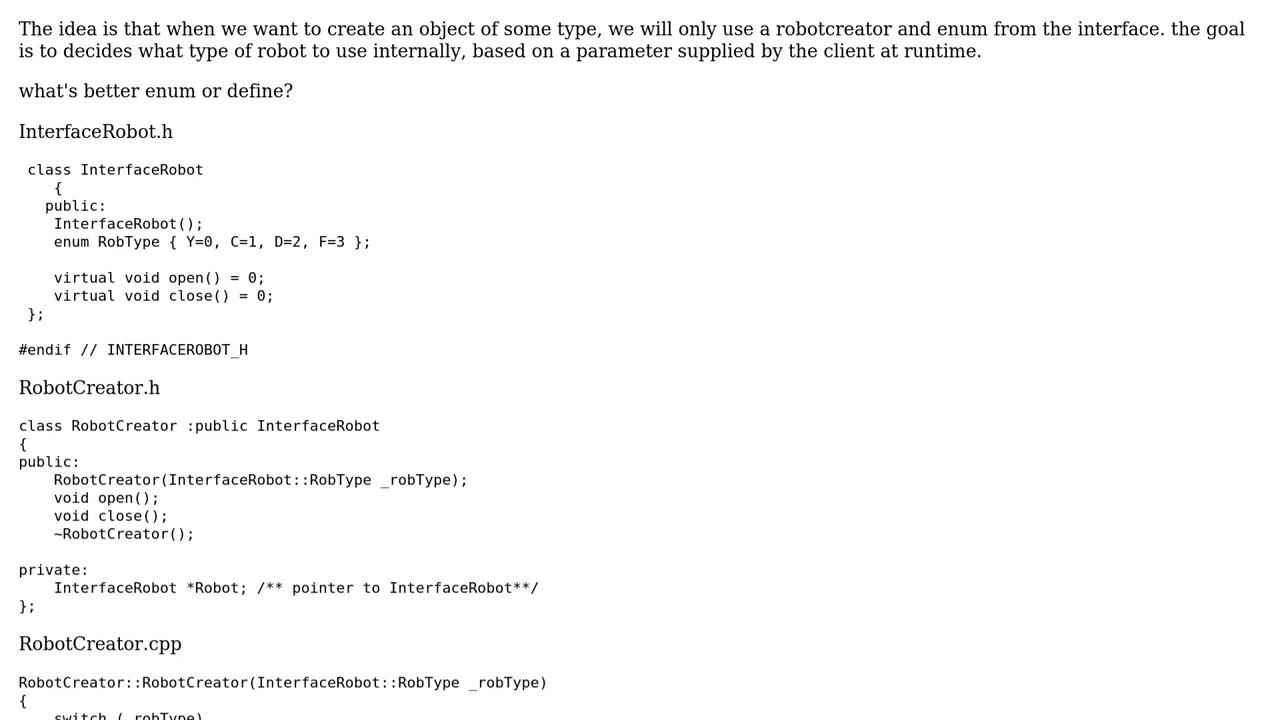 The idea is that when we want to create an object of some type, we will only use a robotcreator and enum from the interface. the goal
is to decides what type of robot to use internally, based on a parameter supplied by the client at runtime.
what's better enum or define?
InterfaceRobot.h
class InterfaceRobot
{
public:
InterfaceRobot();
enum RobType { Y=0, C=1, D=2, F=3 };
virtual void open() = 0;
virtual void close() = 0;
};
#endif // INTERFACEROBOT_H
RobotCreator.h
class RobotCreator :public InterfaceRobot
{
public:
RobotCreator(InterfaceRobot::RobType _robType);
void open();
void close();
~RobotCreator();
private:
InterfaceRobot *Robot; /** pointer to InterfaceRobot**/
};
RobotCreator.cpp
RobotCreator::RobotCreator(InterfaceRobot::RobType _robType)
{
switch (_robType)